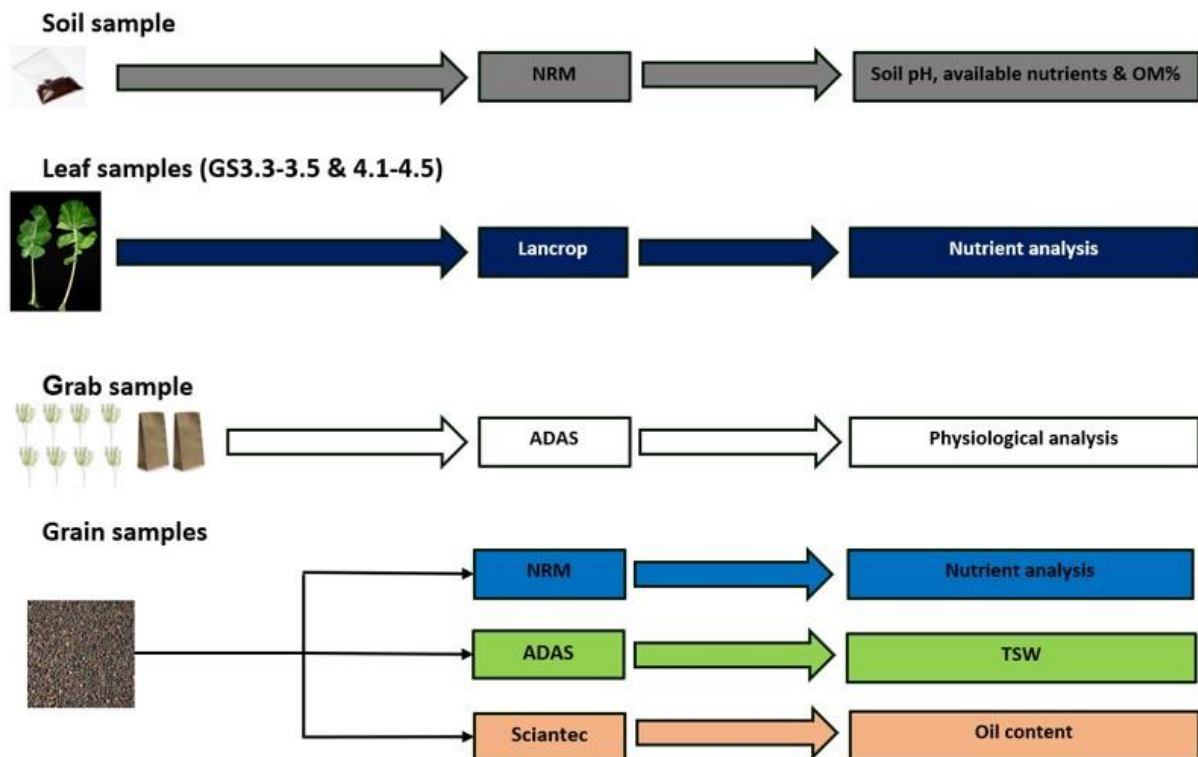 Soil sample
NRM
Soil pH, available nutrients & OM%
Leaf samples (GS3.3-3.5 & 4.1-4.5)
Lancrop
Nutrient analysis
Grab sample
ADAS
Physiological analysis
Grain samples
NRM
Nutrient analysis
ADAS
TSW
Sciantec
Oil content